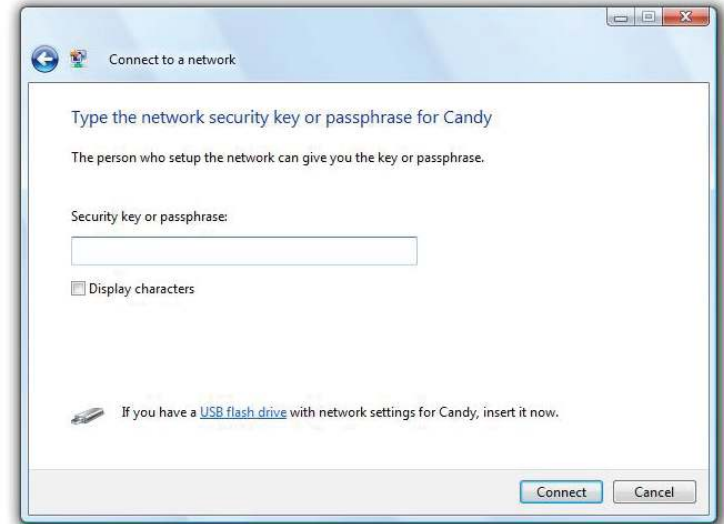 Connect to a network
Type the network security key or passphrase for Candy
The person who setup the network can give you the key or passphrase.
Security key or passphrase:
Display characters
If you have a USB flash drive with network settings for Candy, insert it now.
Connect Cancel